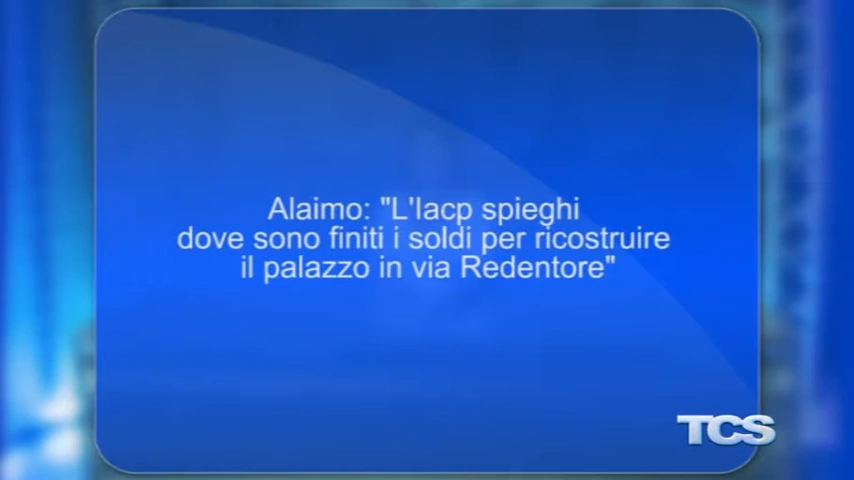 Alaimo: "L'Iacp spieghi
dove sono finiti i soldi per ricostruire
il palazzo in via Redentore"
TCS